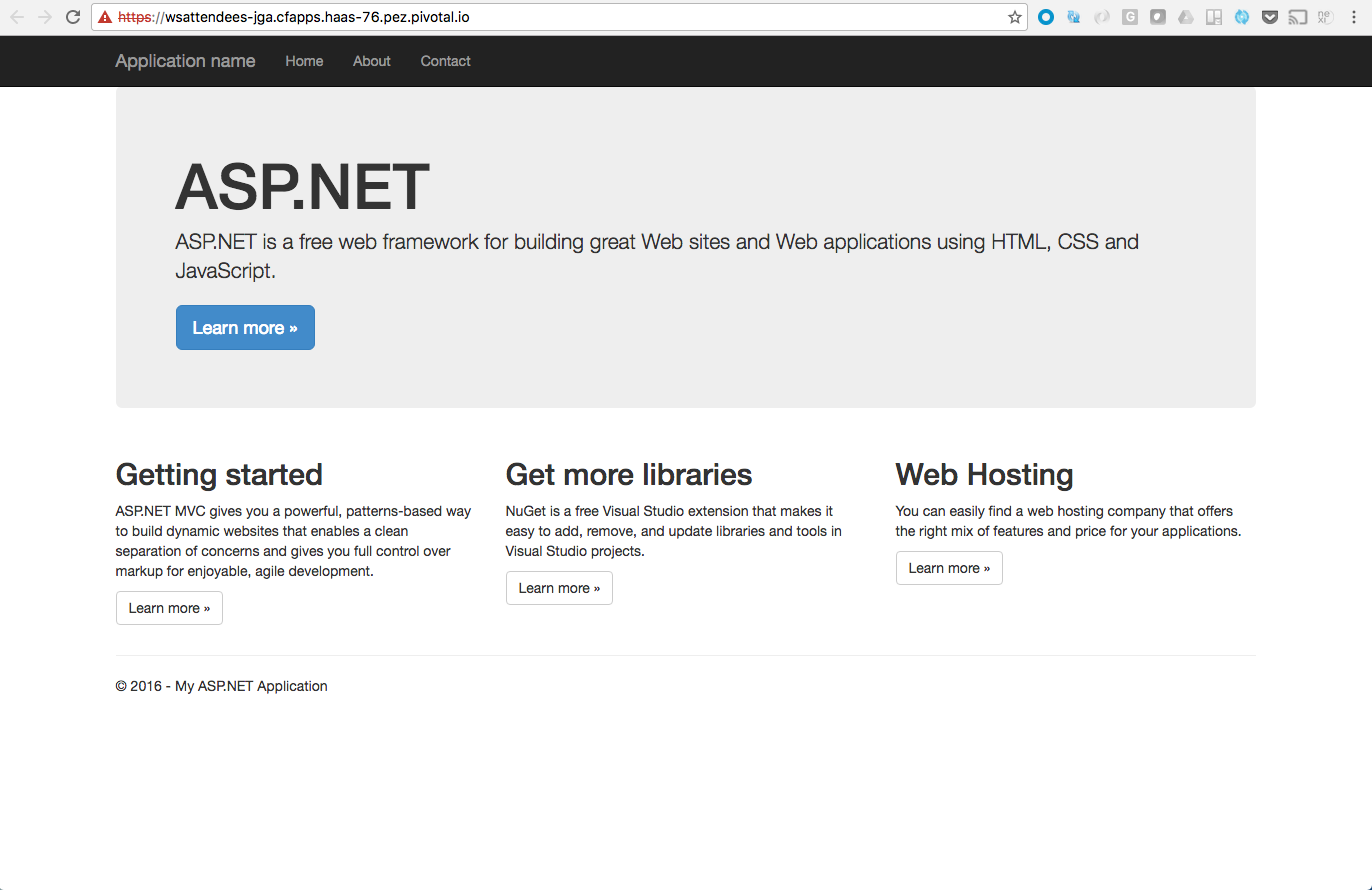 https://wsattendees-jga.cfapps.haas-76.pez.pivotal.io
Application name Home About Contact
ASP.NET
ASP.NET is a free web framework for building great Web sites and Web applications using HTML, CSS and
JavaScript.
Learn more »
Getting started
ASP.NET MVC gives you a powerful, patterns-based way
to build dynamic websites that enables a clean
separation of concerns and gives you full control over
markup for enjoyable, agile development.
Learn more »
Get more libraries
NuGet is a free Visual Studio extension that makes it
easy to add, remove, and update libraries and tools in
Visual Studio projects.
Learn more »
Web Hosting
You can easily find a web hosting company that offers
the right mix of features and price for your applications.
Learn more »
© 2016 - My ASP.NET Application